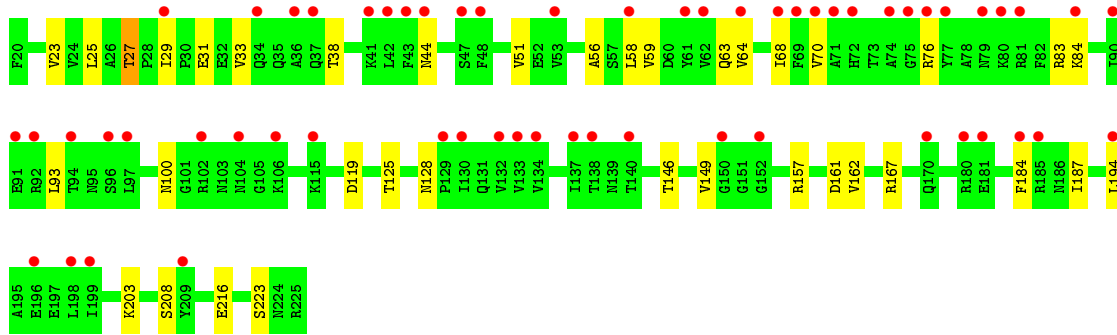 F20 V23 V24 L25 A26 T27 P28 I29 P30 E31 E32 V33 Q34 Q35 A36 Q37 T38 K41 L42 F43 N44 S47 F48 V51 E52 V53 A56 S57 L58 V59 D60 Y61 V62 Q63 V64 I68 F69 V70 A71 H72 T73 A74 G75 R76 Y77 A78 N79 K80 R81 F82 R83 K84 I90
E91 R92 L93 T94 N95 S96 L97 N100 G101 R102 N103 N104 G105 K106 K115 D119 T125 N128 P129 I130 Q131 V132 V133 V134 I137 T138 N139 T140 T146 V149 G150 G151 G152 R157 D161 V162 R167 Q170 R180 E181 F184 R185 N186 I187 L194
A195 E196 E197 L198 I199 K203 S208 Y209 E216 S223 N224 R225